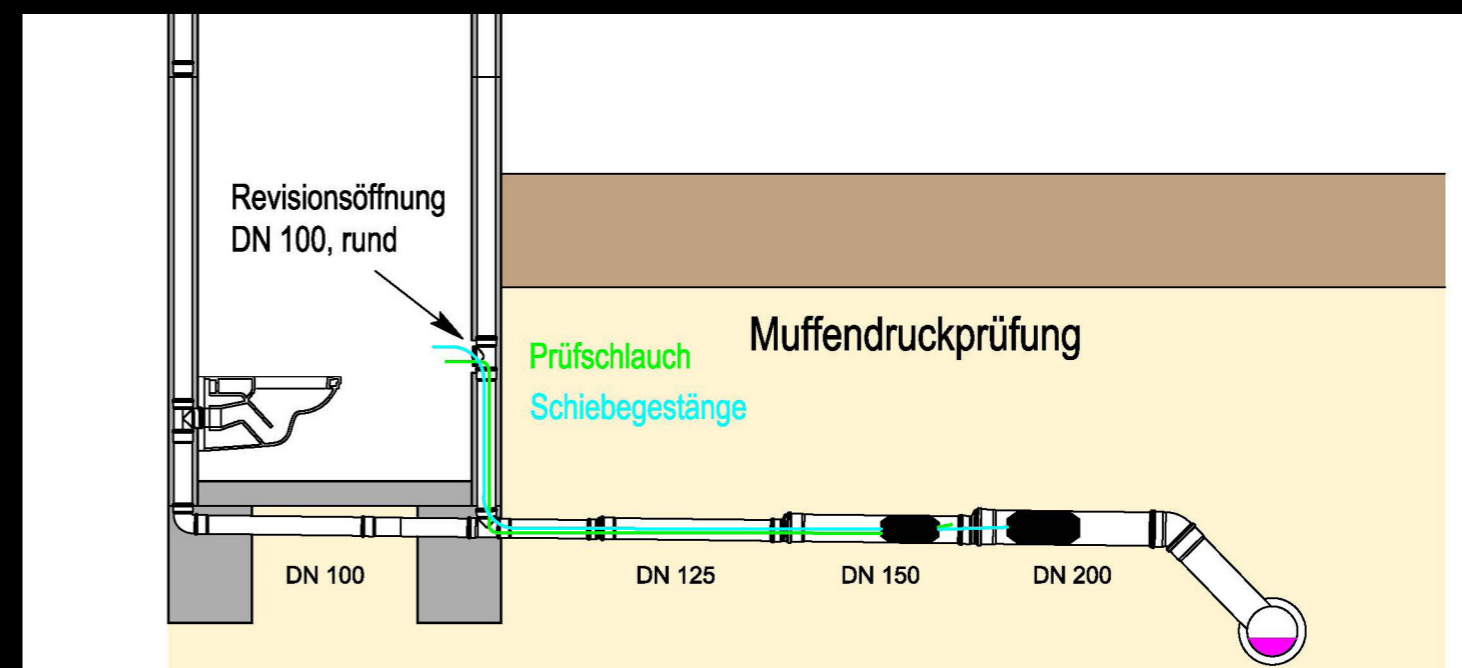 Revisionsöffnung
DN 100, rund
Muffendruckprüfung
Prüfschlauch
Schiebegestänge
DN 100
DN 125
DN 150
DN 200